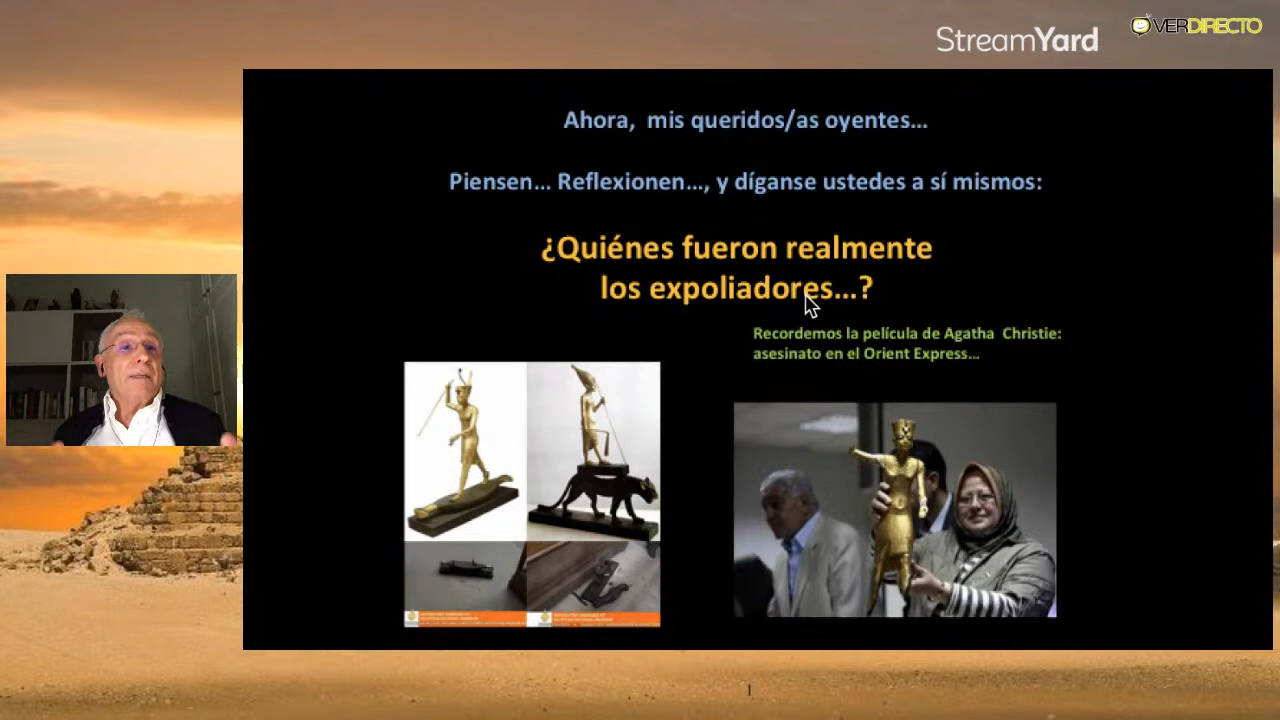 StreamYard
VERDIRECTO
Ahora, mis queridos/as oyentes...
Piensen... Reflexionen..., y díganse ustedes a sí mismos:
¿Quiénes fueron realmente
los expoliadores...?
Recordemos la película de Agatha Christie:
asesinato en el Orient Express...